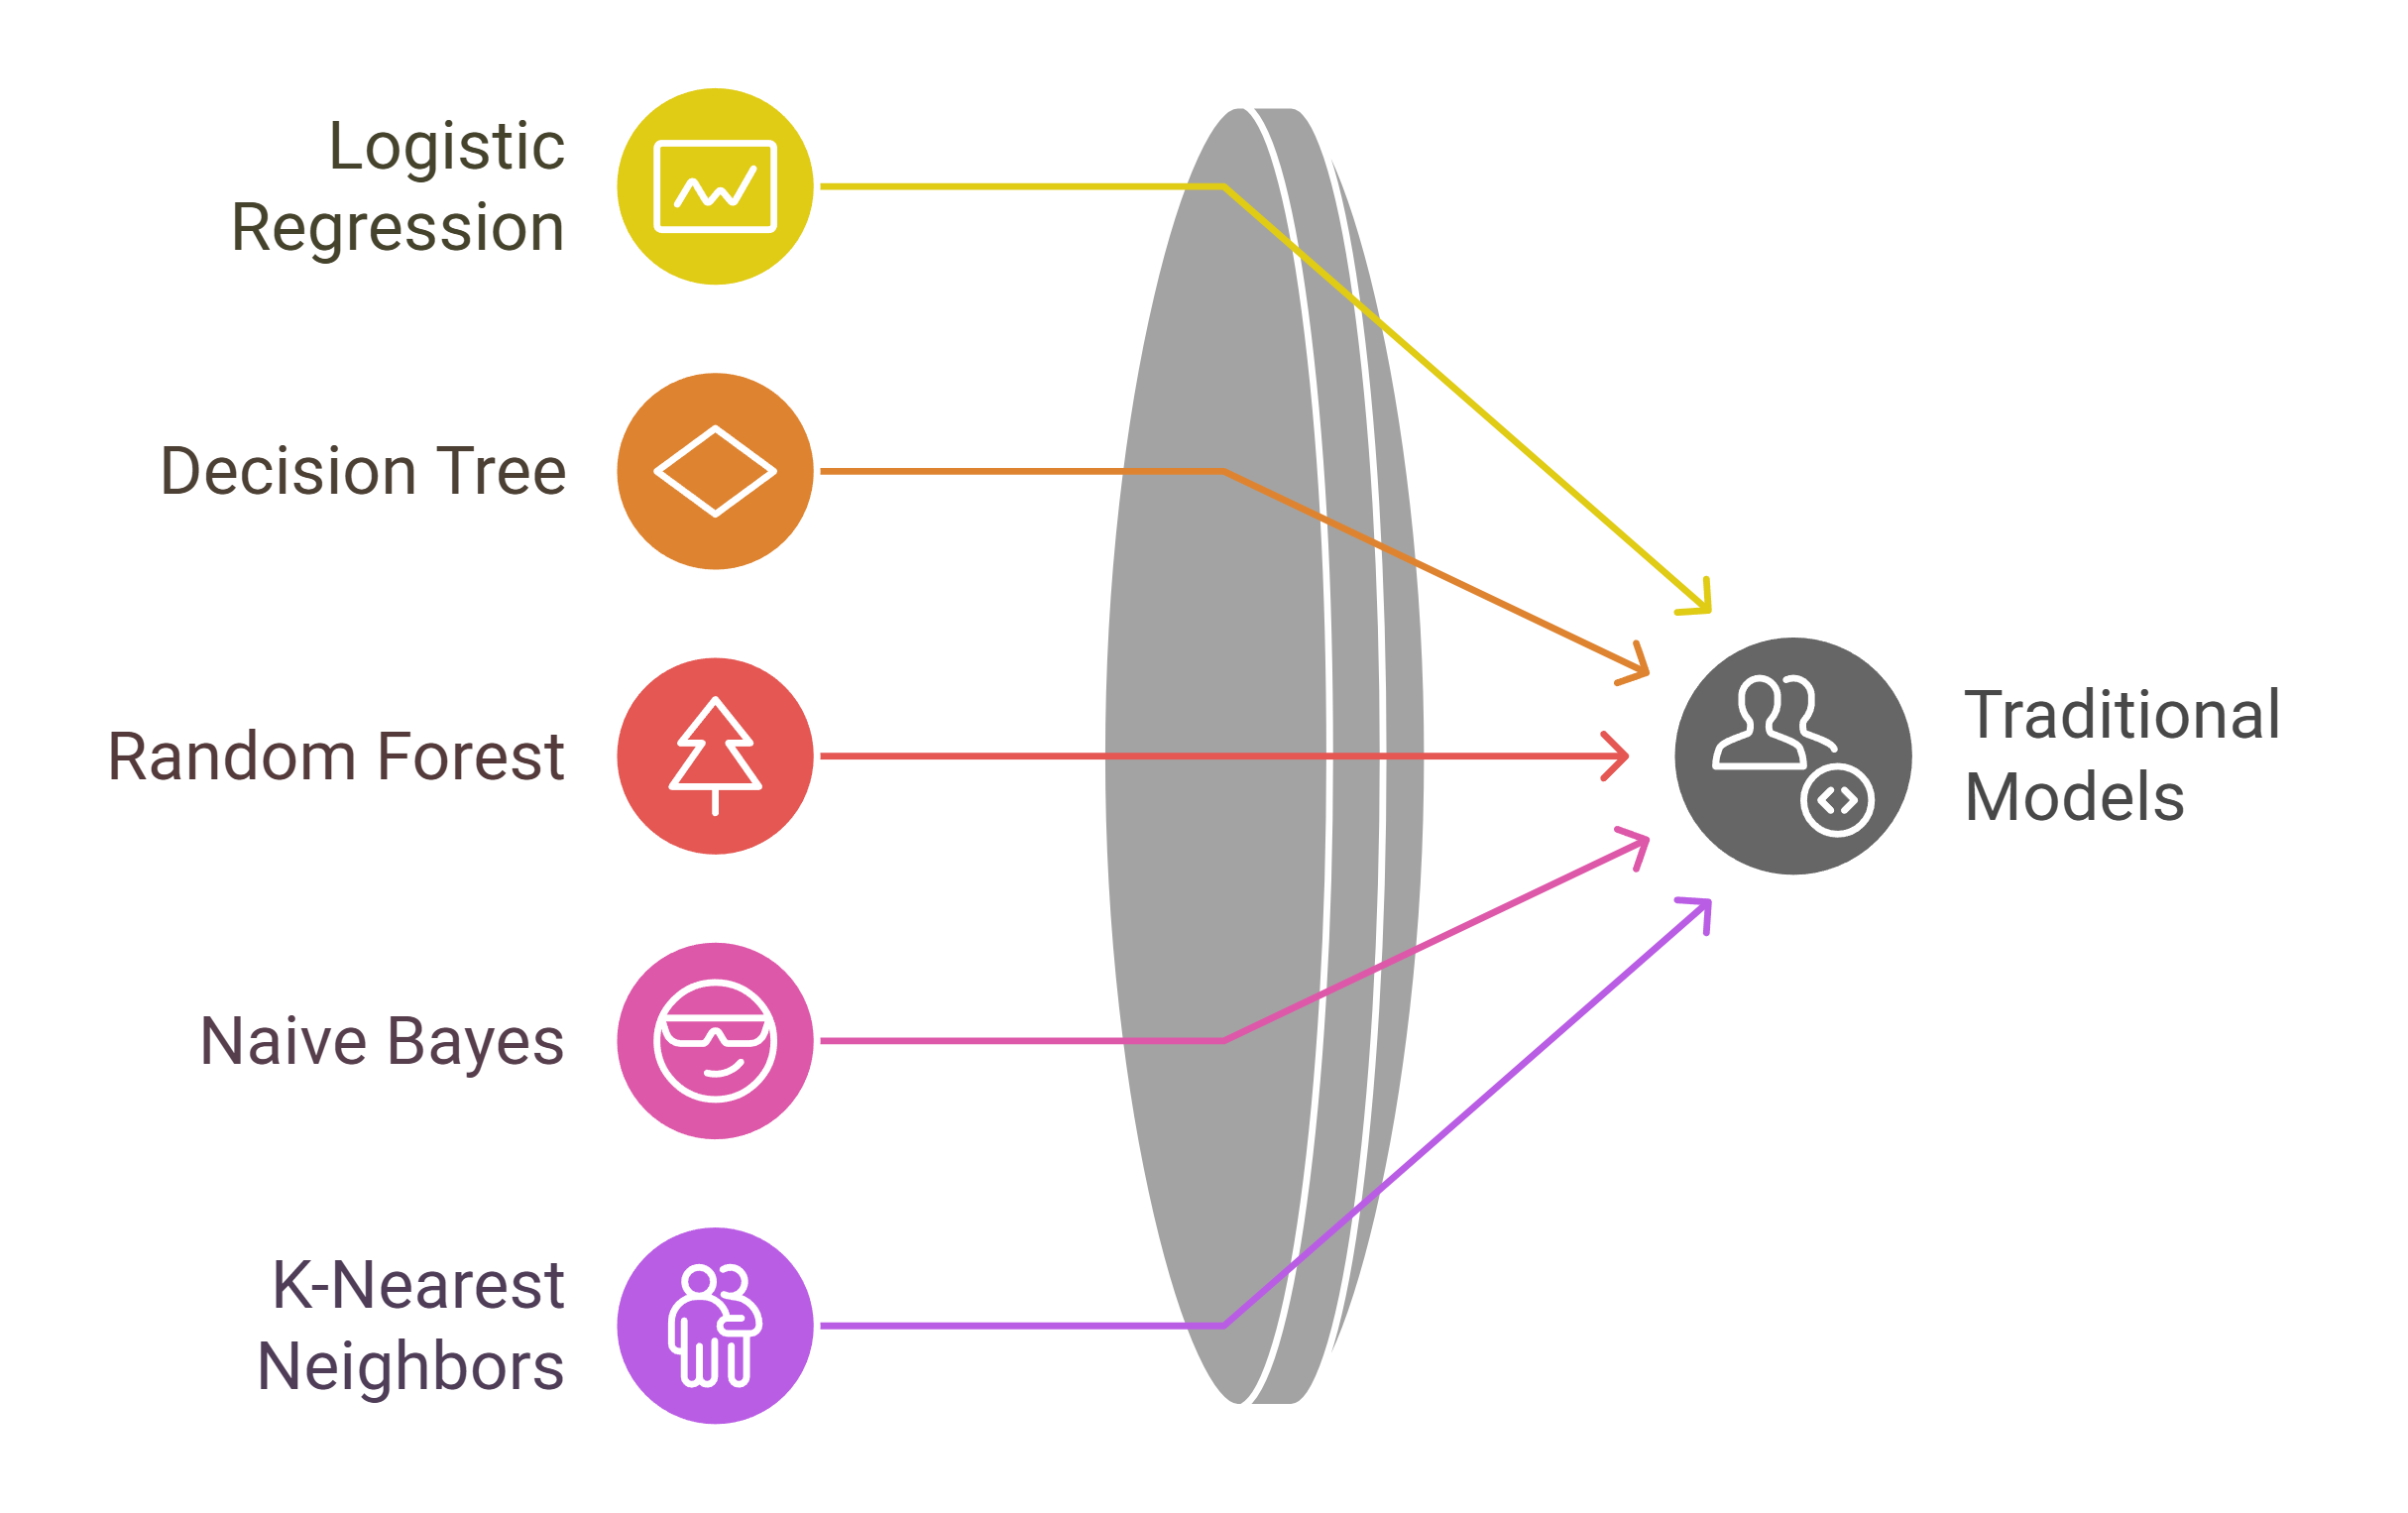 Logistic
Regression
Decision Tree
Random Forest
Naive Bayes
K-Nearest
Neighbors
Traditional
Models